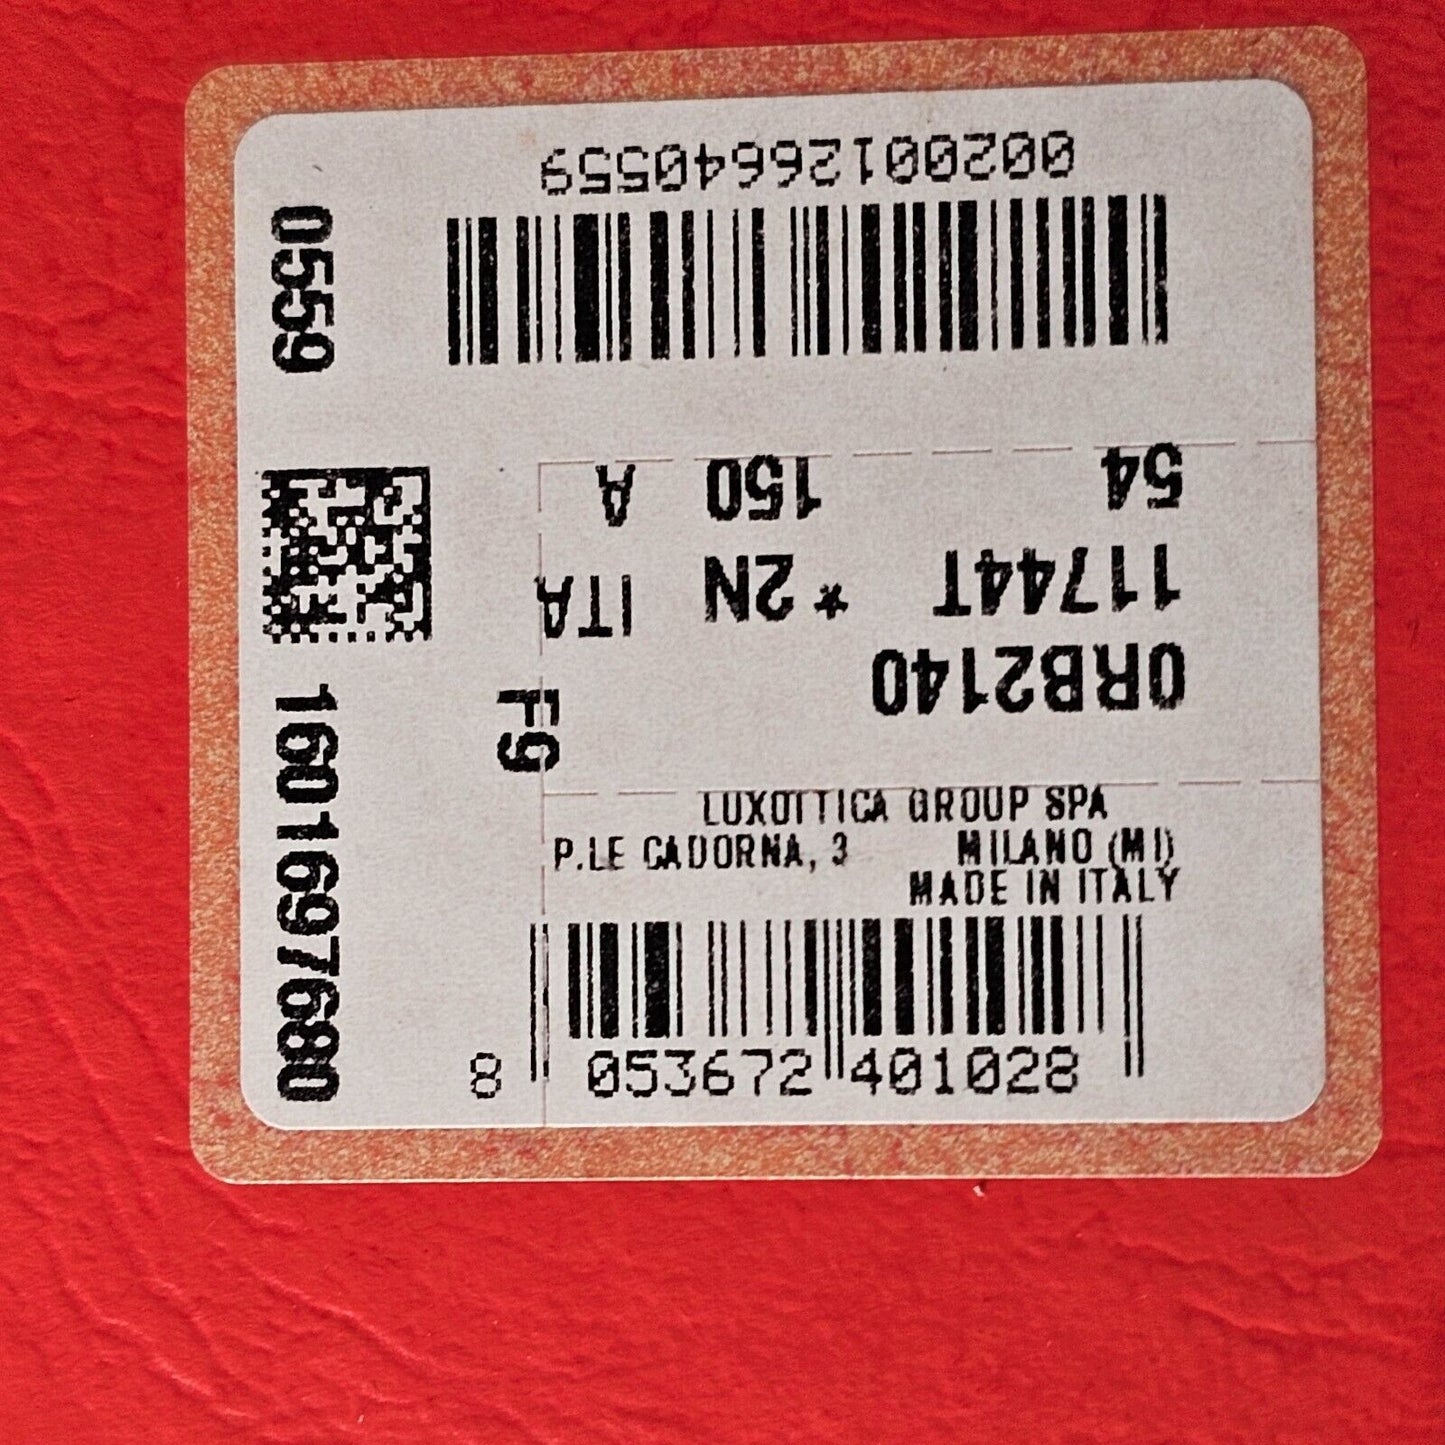 00200126640559
0559
1601697680
0RB2140
11744T * 2N ITA
54 150 A
F9
LUXOTTICA GROUP SPA
P.LE CADORNA, 3 MILANO (MI)
MADE IN ITALY
8 053672 401028